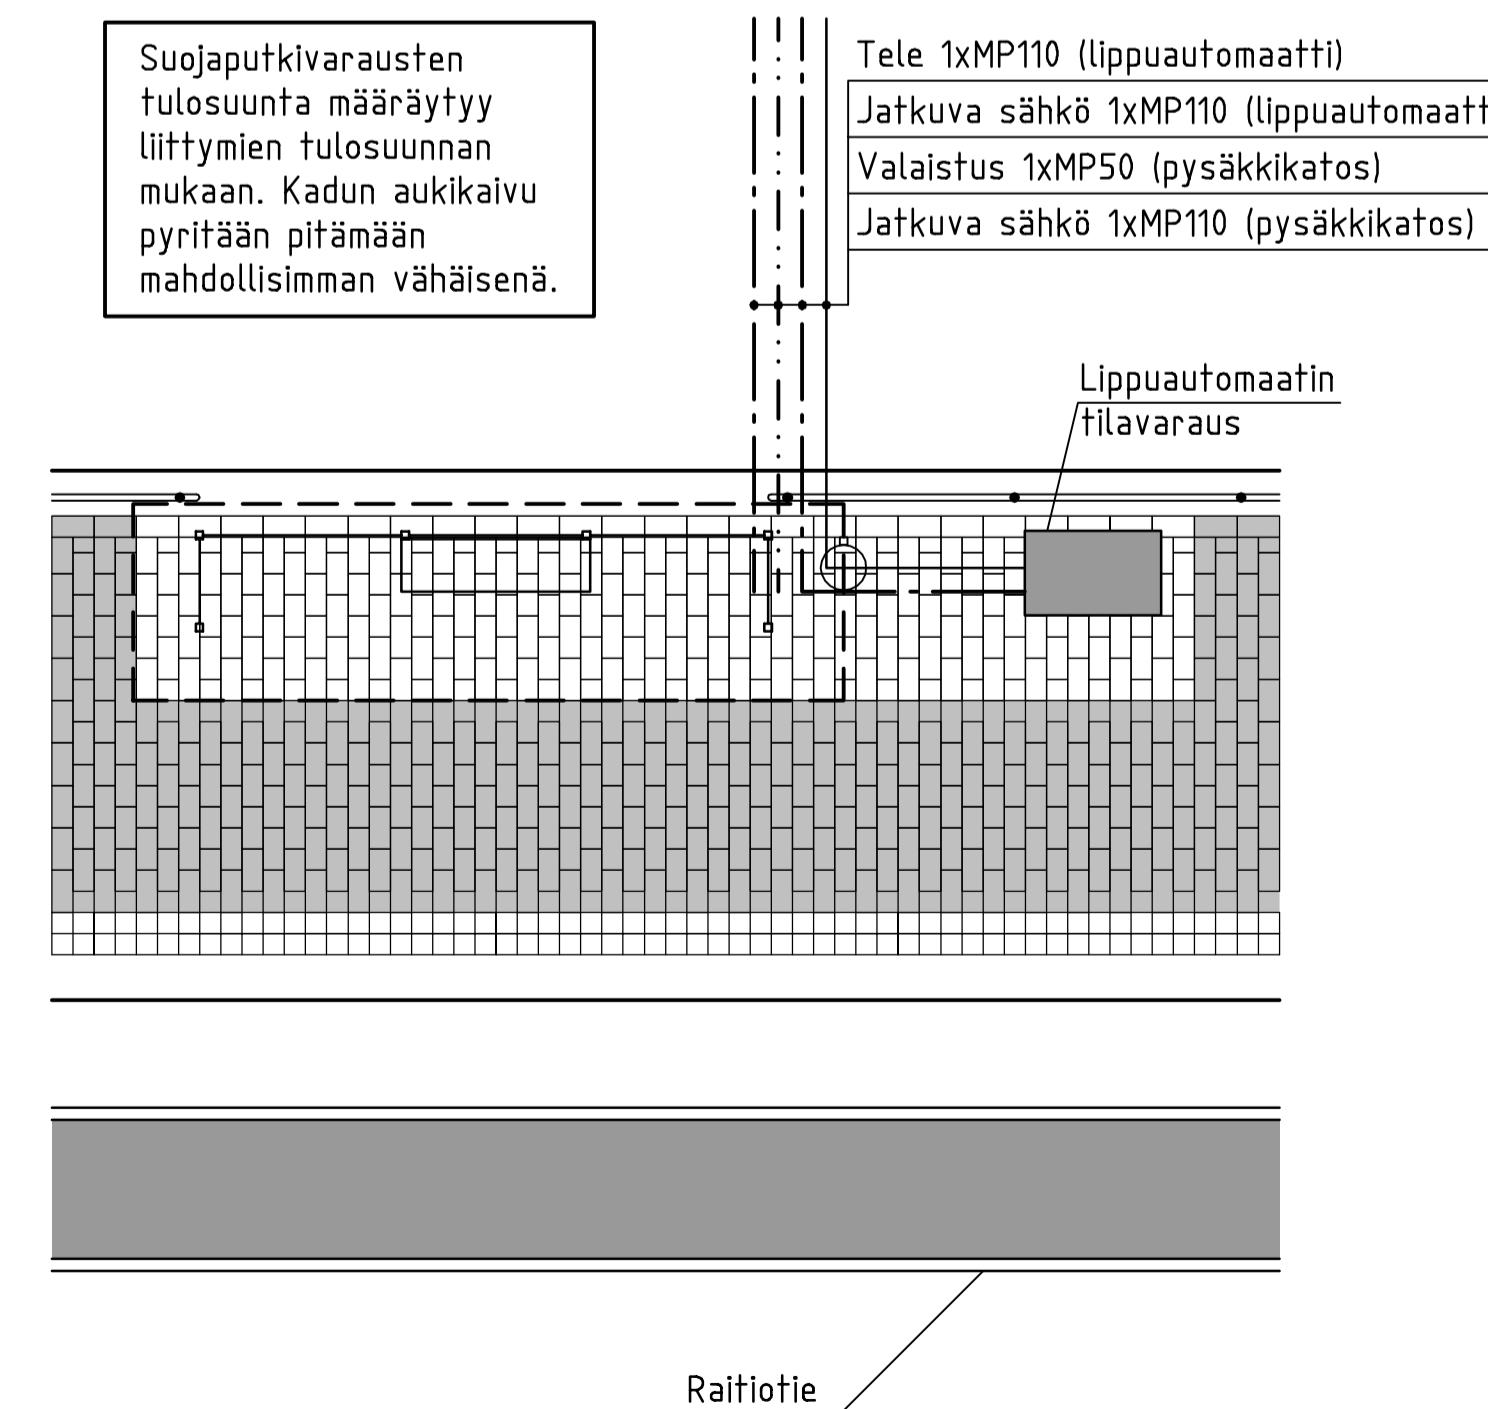 Suojaputkivarausten
tulosuunta määräytyy
liittymien tulosuunnan
mukaan. Kadun aukikaivu
pyritään pitämään
mahdollisimman vähäisenä.
Tele 1xMP110 (lippuautomaatti)
Jatkuva sähkö 1xMP110 (lippuautomaatt
Valaistus 1xMP50 (pysäkkikatos)
Jatkuva sähkö 1xMP110 (pysäkkikatos)
Lippuautomaatin
tilavaraus
Raitiotie